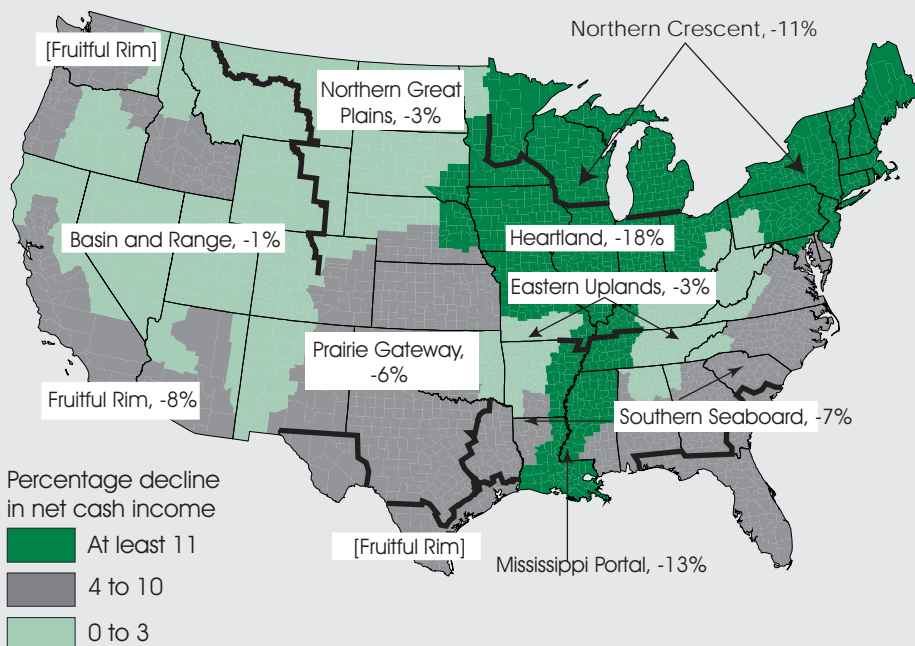 Northern Crescent, -11%
[Fruitful Rim]
Northern Great
Plains, -3%
Basin and Range, -1%
Heartland, -18%
Eastern Uplands, -3%
Prairie Gateway,
-6%
Fruitful Rim, -8%
Southern Seaboard, -7%
[Fruitful Rim]
Mississippi Portal, -13%
Percentage decline
in net cash income
At least 11
4 to 10
0 to 3